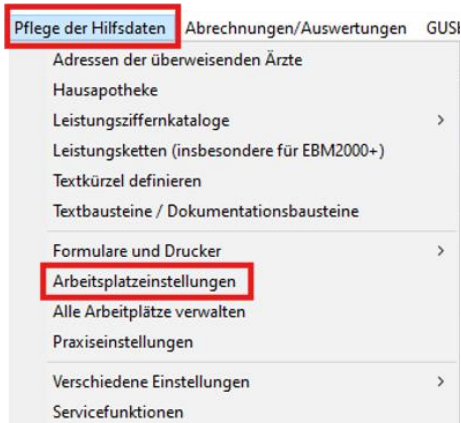 Pflege der Hilfsdaten Abrechnungen/Auswertungen
Adressen der überweisenden Ärzte
Hausapotheke
Leistungsziffernkataloge >
Leistungsketten (insbesondere für EBM2000+)
Textkürzel definieren
Textbausteine / Dokumentationsbausteine
Formulare und Drucker >
Arbeitsplatzeinstellungen
Alle Arbeitplätze verwalten
Praxiseinstellungen
Verschiedene Einstellungen >
Servicefunktionen